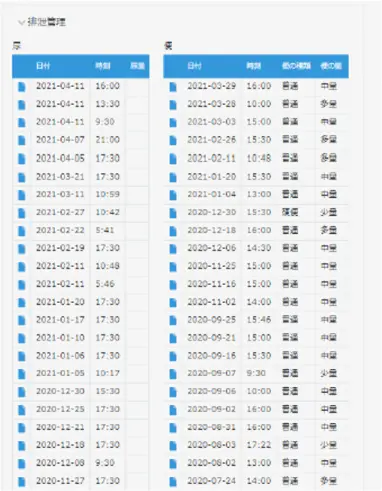 排泄管理
尿
日付 時刻 尿量
2021-04-11 16:00
2021-04-11 13:30
2021-04-11 9:30
2021-04-07 21:00
2021-04-05 17:30
2021-03-21 17:30
2021-03-11 10:59
2021-02-27 10:42
2021-02-22 5:41
2021-02-19 17:30
2021-02-11 10:48
2021-02-11 5:46
2021-01-20 17:30
2021-01-17 17:30
2021-01-10 17:30
2021-01-06 17:30
2021-01-05 10:17
2020-12-30 15:30
2020-12-25 17:30
2020-12-21 17:30
2020-12-18 17:30
2020-12-08 9:30
2020-11-27 17:30
便
日付 時刻 便の種類 便の量
2021-03-29 16:00 普通 中量
2021-03-28 10:00 普通 多量
2021-03-03 15:00 普通 中量
2021-02-26 15:30 普通 多量
2021-02-11 10:48 普通 多量
2021-01-20 15:30 普通 中量
2021-01-04 13:00 普通 中量
2020-12-30 15:30 硬便 少量
2020-12-18 16:00 普通 多量
2020-12-06 14:30 普通 中量
2020-11-25 15:00 普通 中量
2020-11-16 15:00 普通 中量
2020-11-02 14:00 普通 中量
2020-09-25 15:46 普通 中量
2020-09-21 15:00 普通 中量
2020-09-16 15:30 普通 中量
2020-09-07 9:30 普通 少量
2020-09-06 10:00 普通 中量
2020-09-02 16:00 普通 中量
2020-08-31 16:00 普通 中量
2020-08-03 17:22 普通 少量
2020-08-02 13:00 普通 中量
2020-07-24 14:00 普通 多量